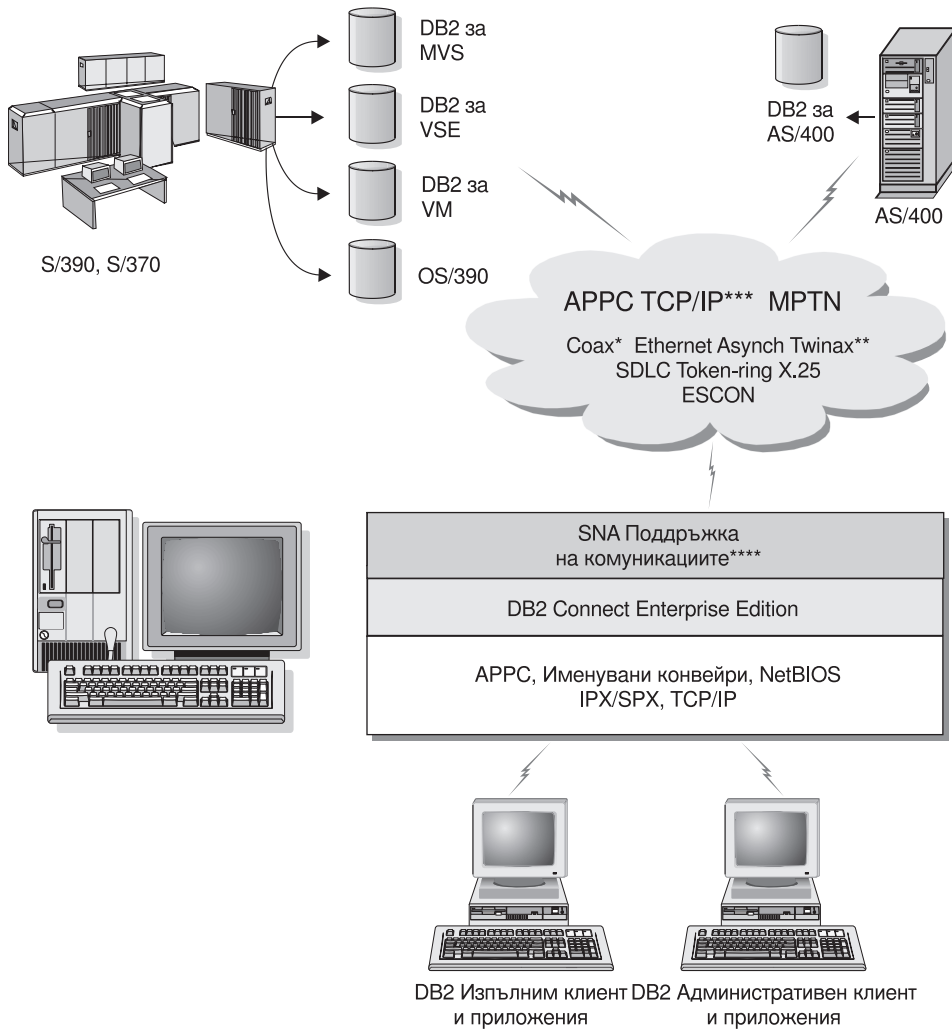 DB2 за
MVS
DB2 за
VSE
DB2 за
VM
OS/390
S/390, S/370
DB2 за
AS/400
AS/400
APPC TCP/IP*** MPTN
Coax* Ethernet Asynch Twinax**
SDLC Token-ring X.25
ESCON
SNA Поддръжка
на комуникациите****
DB2 Connect Enterprise Edition
APPC, Именувани конвейри, NetBIOS
IPX/SPX, TCP/IP
DB2 Изпълним клиент
и приложения
DB2 Административен клиент
и приложения